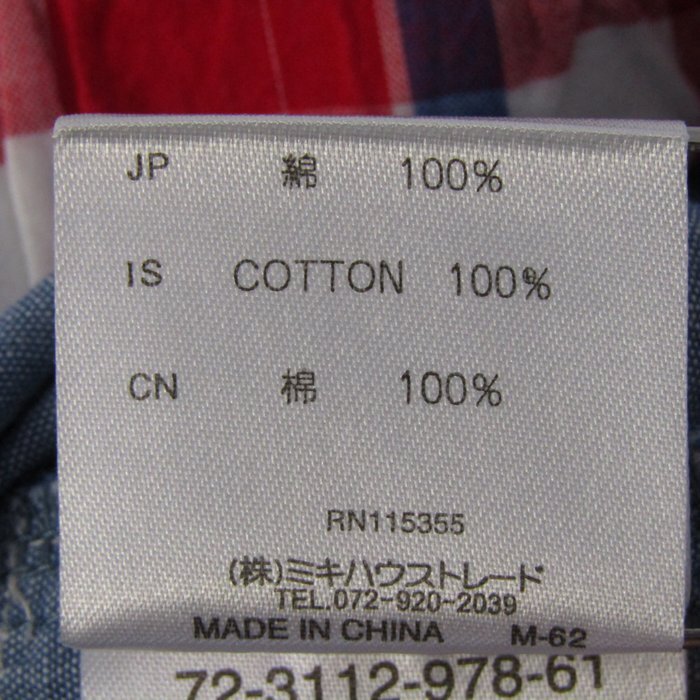 JP 綿 100%
IS COTTON 100%
CN 棉 100%
RN115355
(株)ミキハウストレード
TEL.072-920-2039
MADE IN CHINA M-62
72-3112-978-61